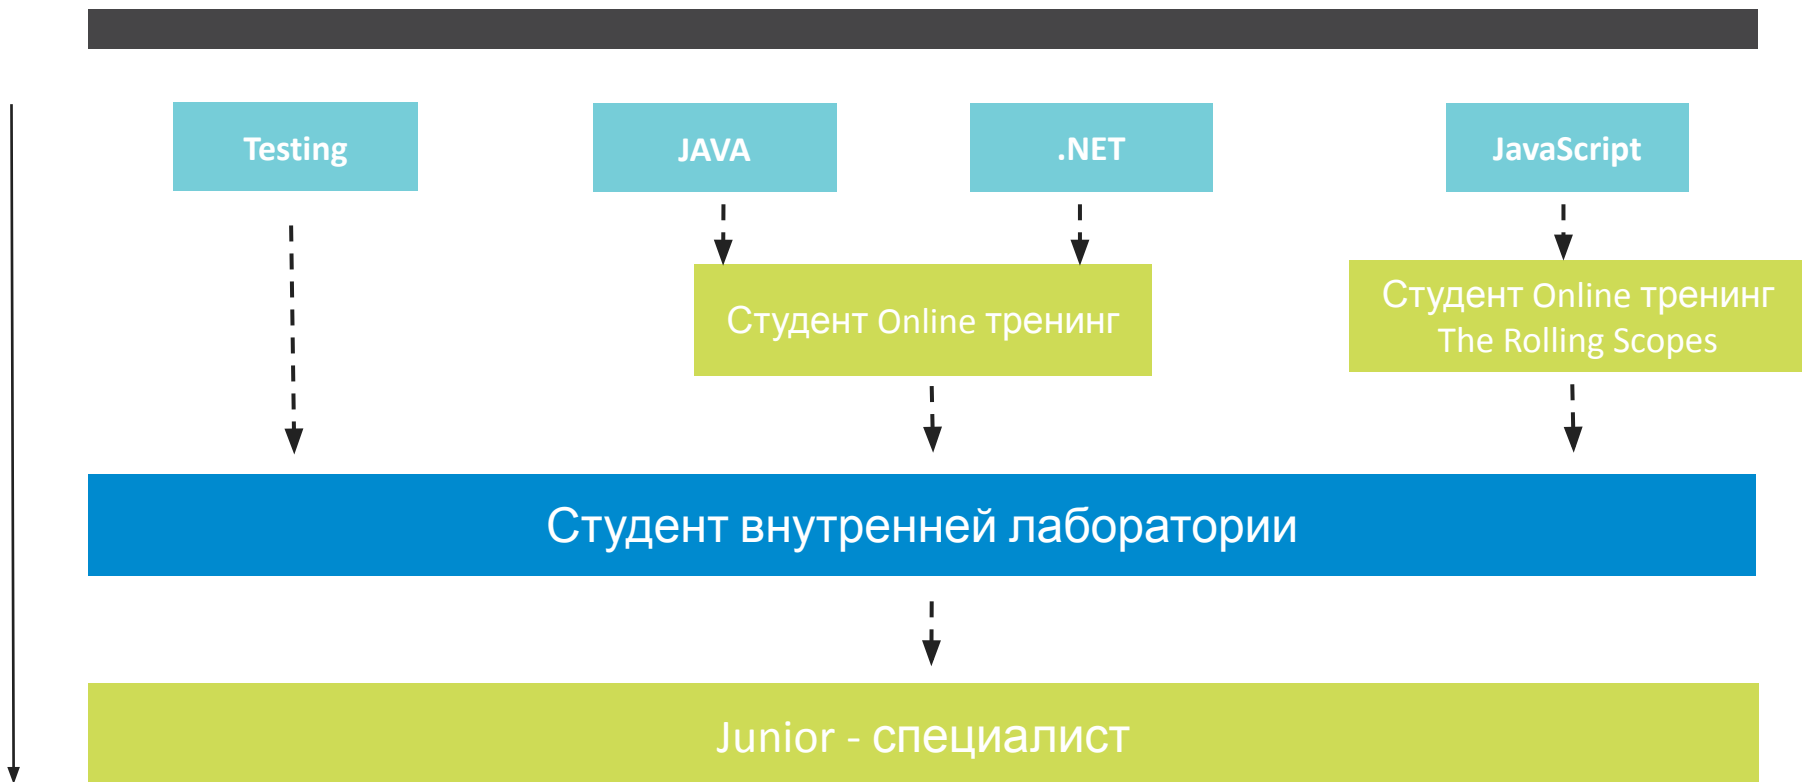 Testing
JAVA
.NET
JavaScript
Студент Online тренинг
Студент Online тренинг
The Rolling Scopes
Студент внутренней лаборатории
Junior - специалист